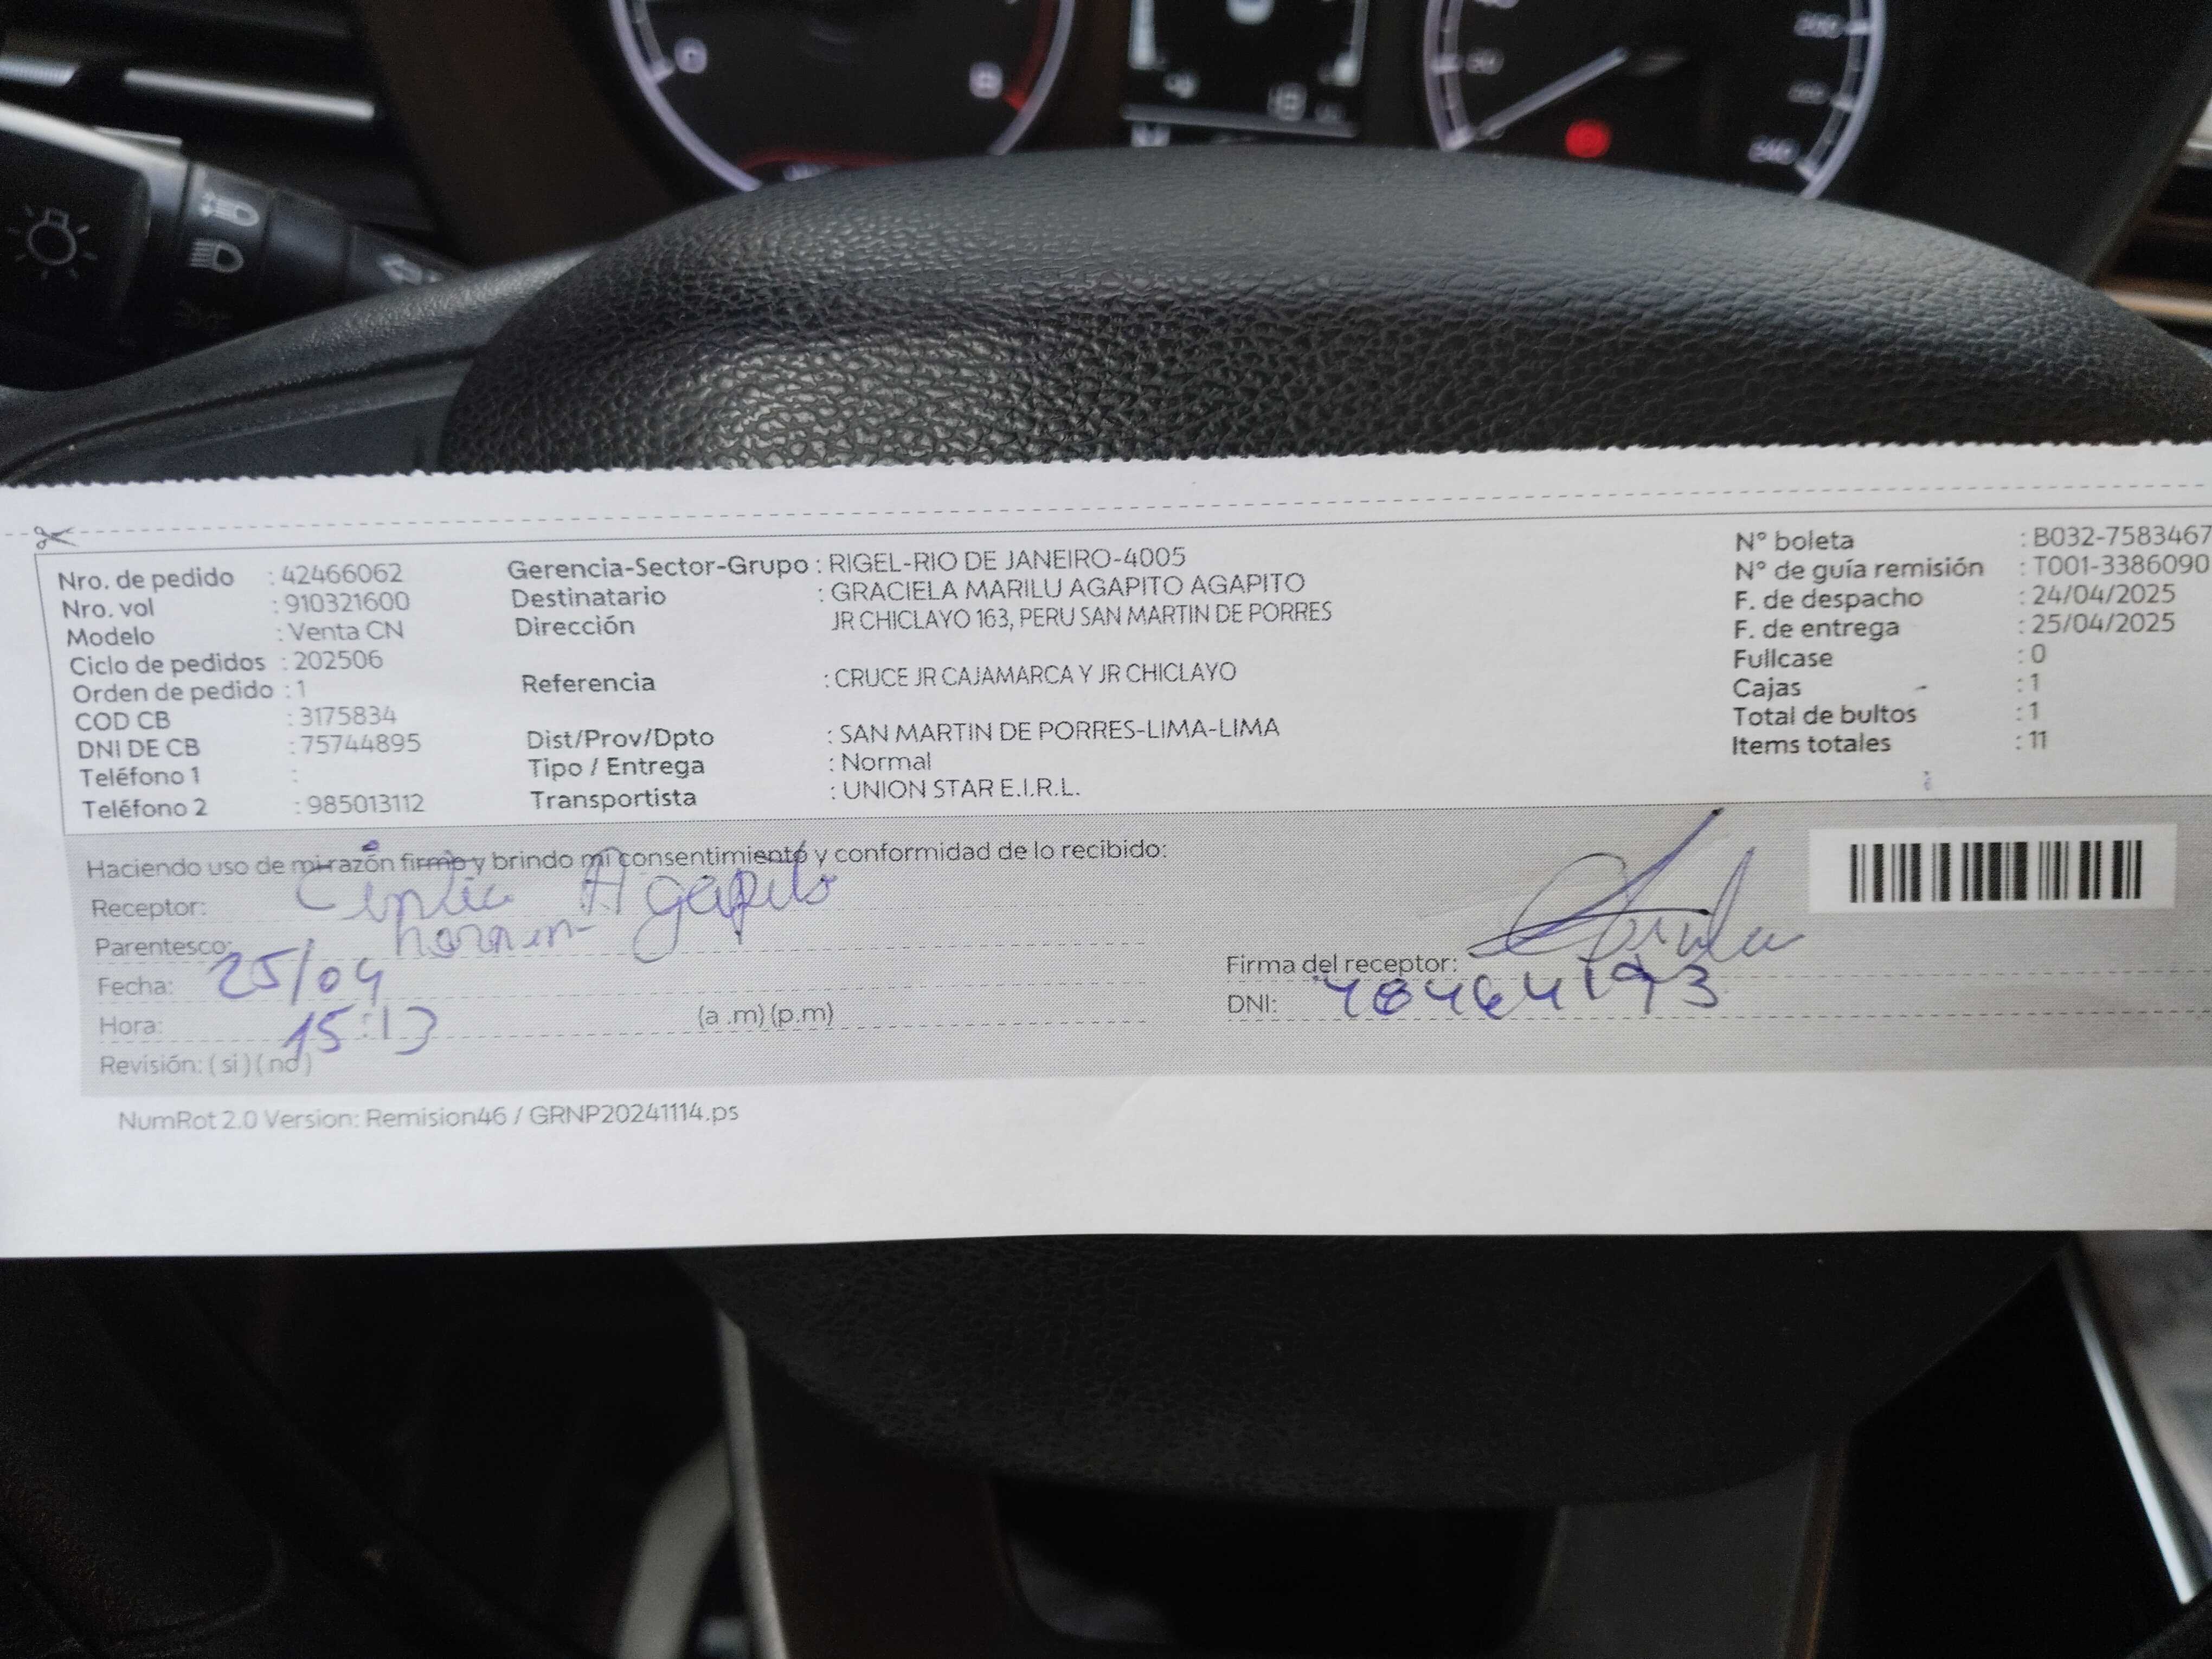 Nro. de pedido : 42466062
Nro. vol : 910321600
Modelo : Venta CN
Ciclo de pedidos : 202506
Orden de pedido : 1
COD CB : 3175834
DNI DE CB : 75744895
Teléfono 1 :
Teléfono 2 : 985013112
Gerencia-Sector-Grupo : RIGEL-RIO DE JANEIRO-4005
Destinatario : GRACIELA MARILU AGAPITO AGAPITO
Dirección JR CHICLAYO 163, PERU SAN MARTIN DE PORRES
Referencia : CRUCE JR CAJAMARCA Y JR CHICLAYO
Dist/Prov/Dpto : SAN MARTIN DE PORRES-LIMA-LIMA
Tipo / Entrega : Normal
Transportista : UNION STAR E.I.R.L.
N° boleta : B032-7583467
N° de guía remisión : T001-3386090
F. de despacho : 24/04/2025
F. de entrega : 25/04/2025
Fullcase : 0
Cajas : 1
Total de bultos : 1
Items totales : 11
Haciendo uso de mi razón firmo y brindo mi consentimiento y conformidad de lo recibido:
Receptor: Agapito
Parentesco:
Fecha: 25/04
Hora: 15:13 (a .m) (p.m)
Revisión: ( si ) ( no )
Firma del receptor:
DNI:
NumRot 2.0 Version: Remision46 / GRNP20241114.ps